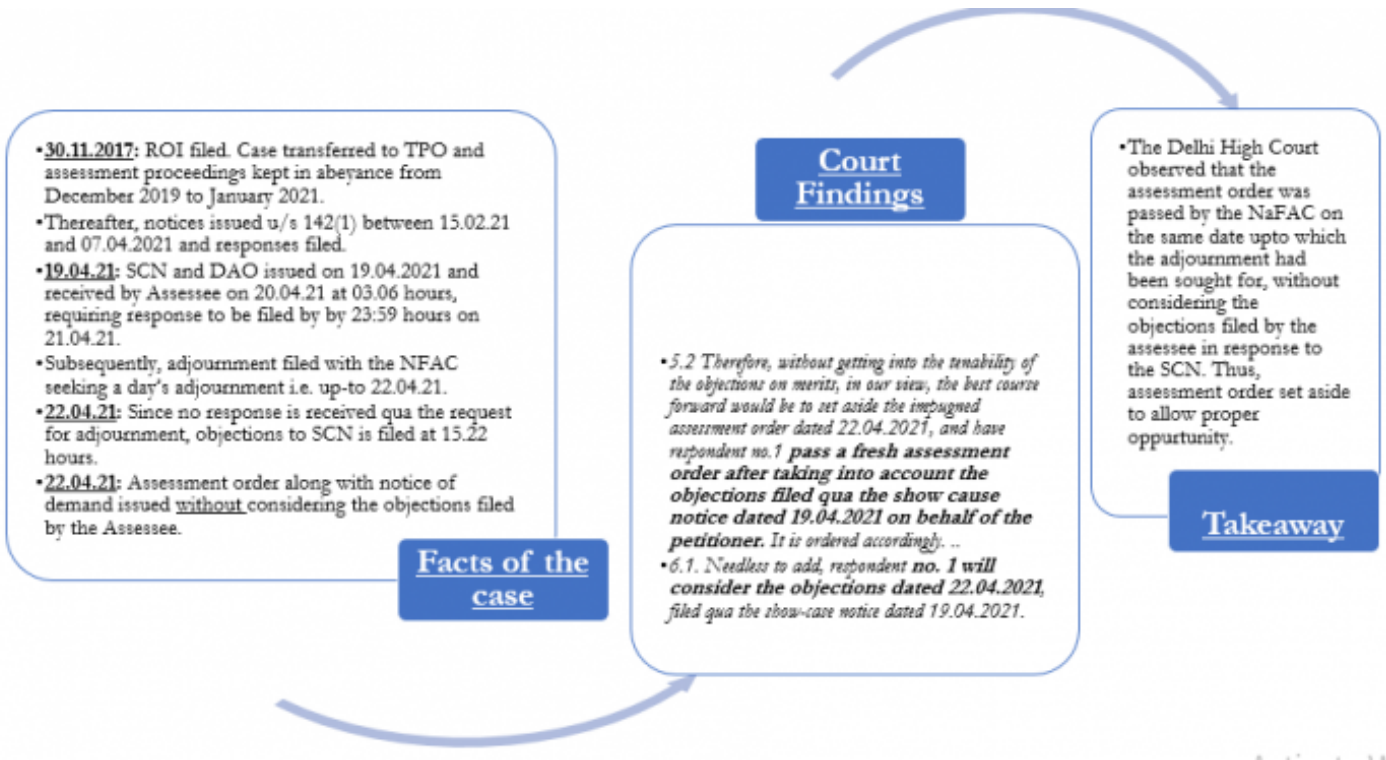 •30.11.2017: ROI filed. Case transferred to TPO and
assessment proceedings kept in abeyance from
December 2019 to January 2021.
•Thereafter, notices issued u/s 142(1) between 15.02.21
and 07.04.2021 and responses filed.
•19.04.21: SCN and DAO issued on 19.04.2021 and
received by Assessee on 20.04.21 at 03.06 hours,
requiring response to be filed by by 23:59 hours on
21.04.21.
•Subsequently, adjournment filed with the NFAC
seeking a day's adjournment i.e. up-to 22.04.21.
•22.04.21: Since no response is received qua the request
for adjournment, objections to SCN is filed at 15.22
hours.
•22.04.21: Assessment order along with notice of
demand issued without considering the objections filed
by the Assessee.
Facts of the
case
Court
Findings
•5.2 Therefore, without getting into the tenability of
the objections on merits, in our view, the best course
forward would be to set aside the impugned
assessment order dated 22.04.2021, and have
respondent no.1 pass a fresh assessment
order after taking into account the
objections filed qua the show cause
notice dated 19.04.2021 on behalf of the
petitioner. It is ordered accordingly. ..
•6.1. Needless to add, respondent no. 1 will
consider the objections dated 22.04.2021,
filed qua the show-case notice dated 19.04.2021.
•The Delhi High Court
observed that the
assessment order was
passed by the NaFAC on
the same date upto which
the adjournment had
been sought for, without
considering the
objections filed by the
assessee in response to
the SCN. Thus,
assessment order set aside
to allow proper
oppurtunity.
Takeaway